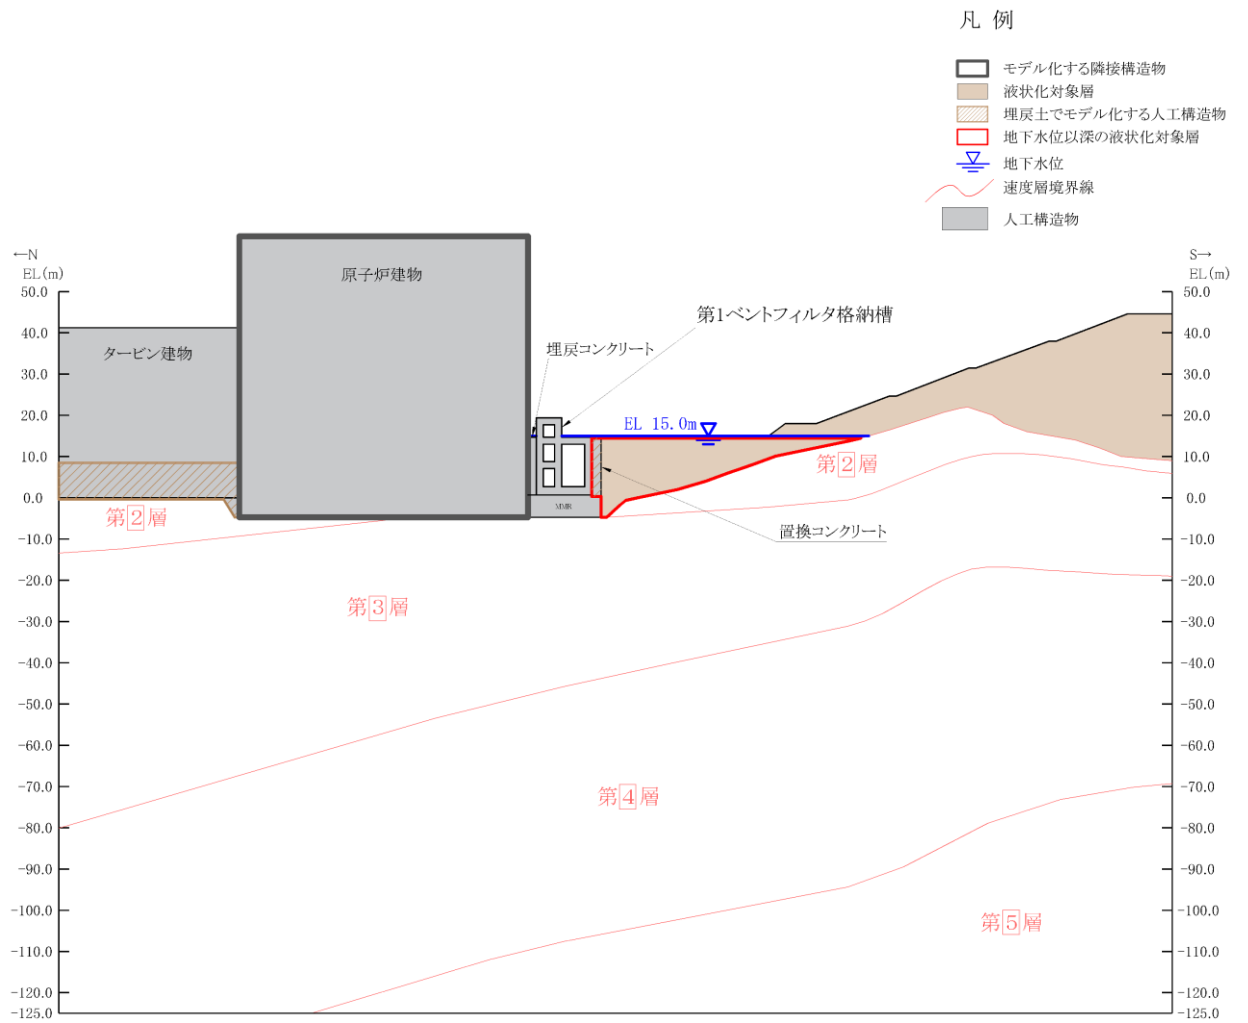 凡 例
モデル化する隣接構造物
液状化対象層
埋戻土でモデル化する人工構造物
地下水位以深の液状化対象層
地下水位
速度層境界線
人工構造物
←N
EL(m)
S→
EL(m)
50.0
40.0
30.0
20.0
10.0
0.0
-10.0
-20.0
-30.0
-40.0
-50.0
-60.0
-70.0
-80.0
-90.0
-100.0
-110.0
-120.0
-125.0
原子炉建物
タービン建物
第1ベントフィルタ格納槽
埋戻コンクリート
EL 15.0m
第2層
MMR
置換コンクリート
第2層
第3層
第4層
第5層
50.0
40.0
30.0
20.0
10.0
0.0
-10.0
-20.0
-30.0
-40.0
-50.0
-60.0
-70.0
-80.0
-90.0
-100.0
-110.0
-120.0
-125.0